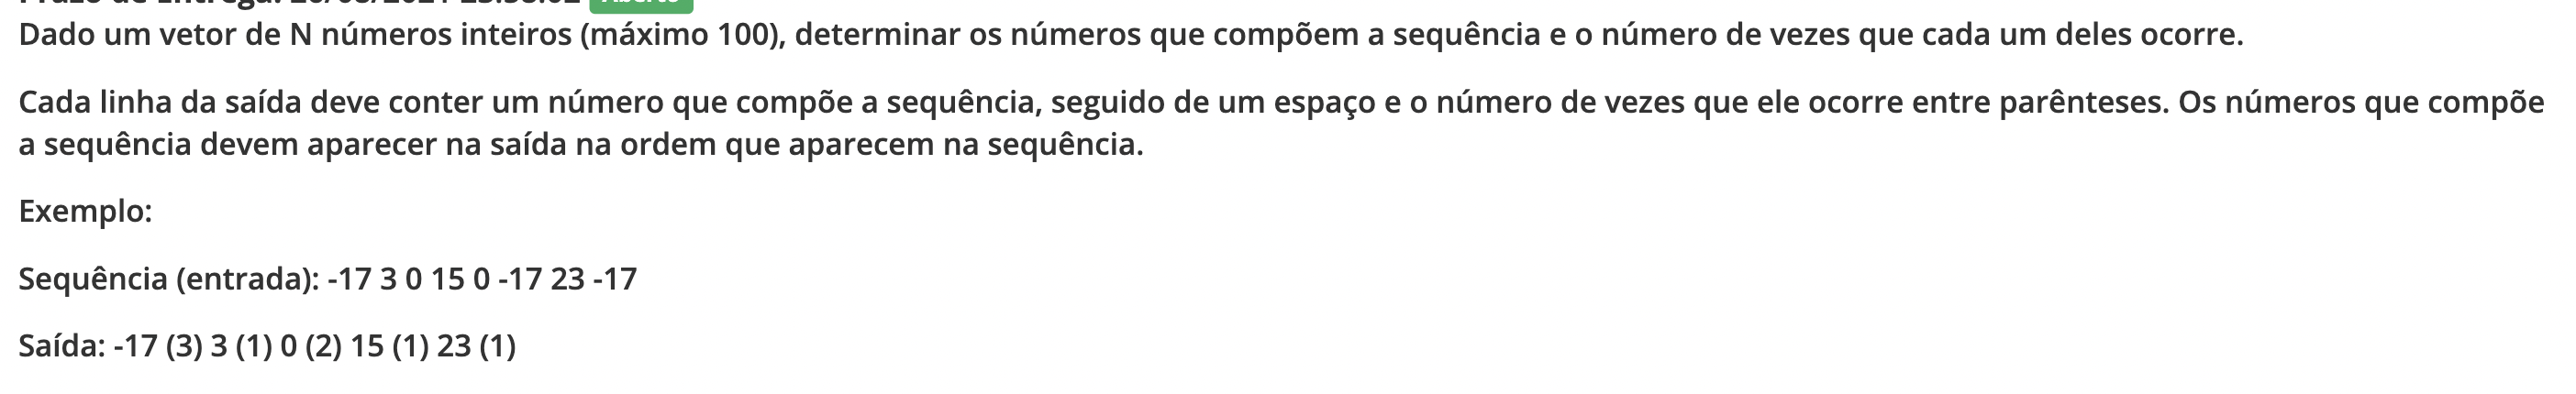 Dado um vetor de N números inteiros (máximo 100), determinar os números que compõem a sequência e o número de vezes que cada um deles ocorre.
Cada linha da saída deve conter um número que compõe a sequência, seguido de um espaço e o número de vezes que ele ocorre entre parênteses. Os números que compõe
a sequência devem aparecer na saída na ordem que aparecem na sequência.
Exemplo:
Sequência (entrada): -17 3 0 15 0 -17 23 -17
Saída: -17 (3) 3 (1) 0 (2) 15 (1) 23 (1)